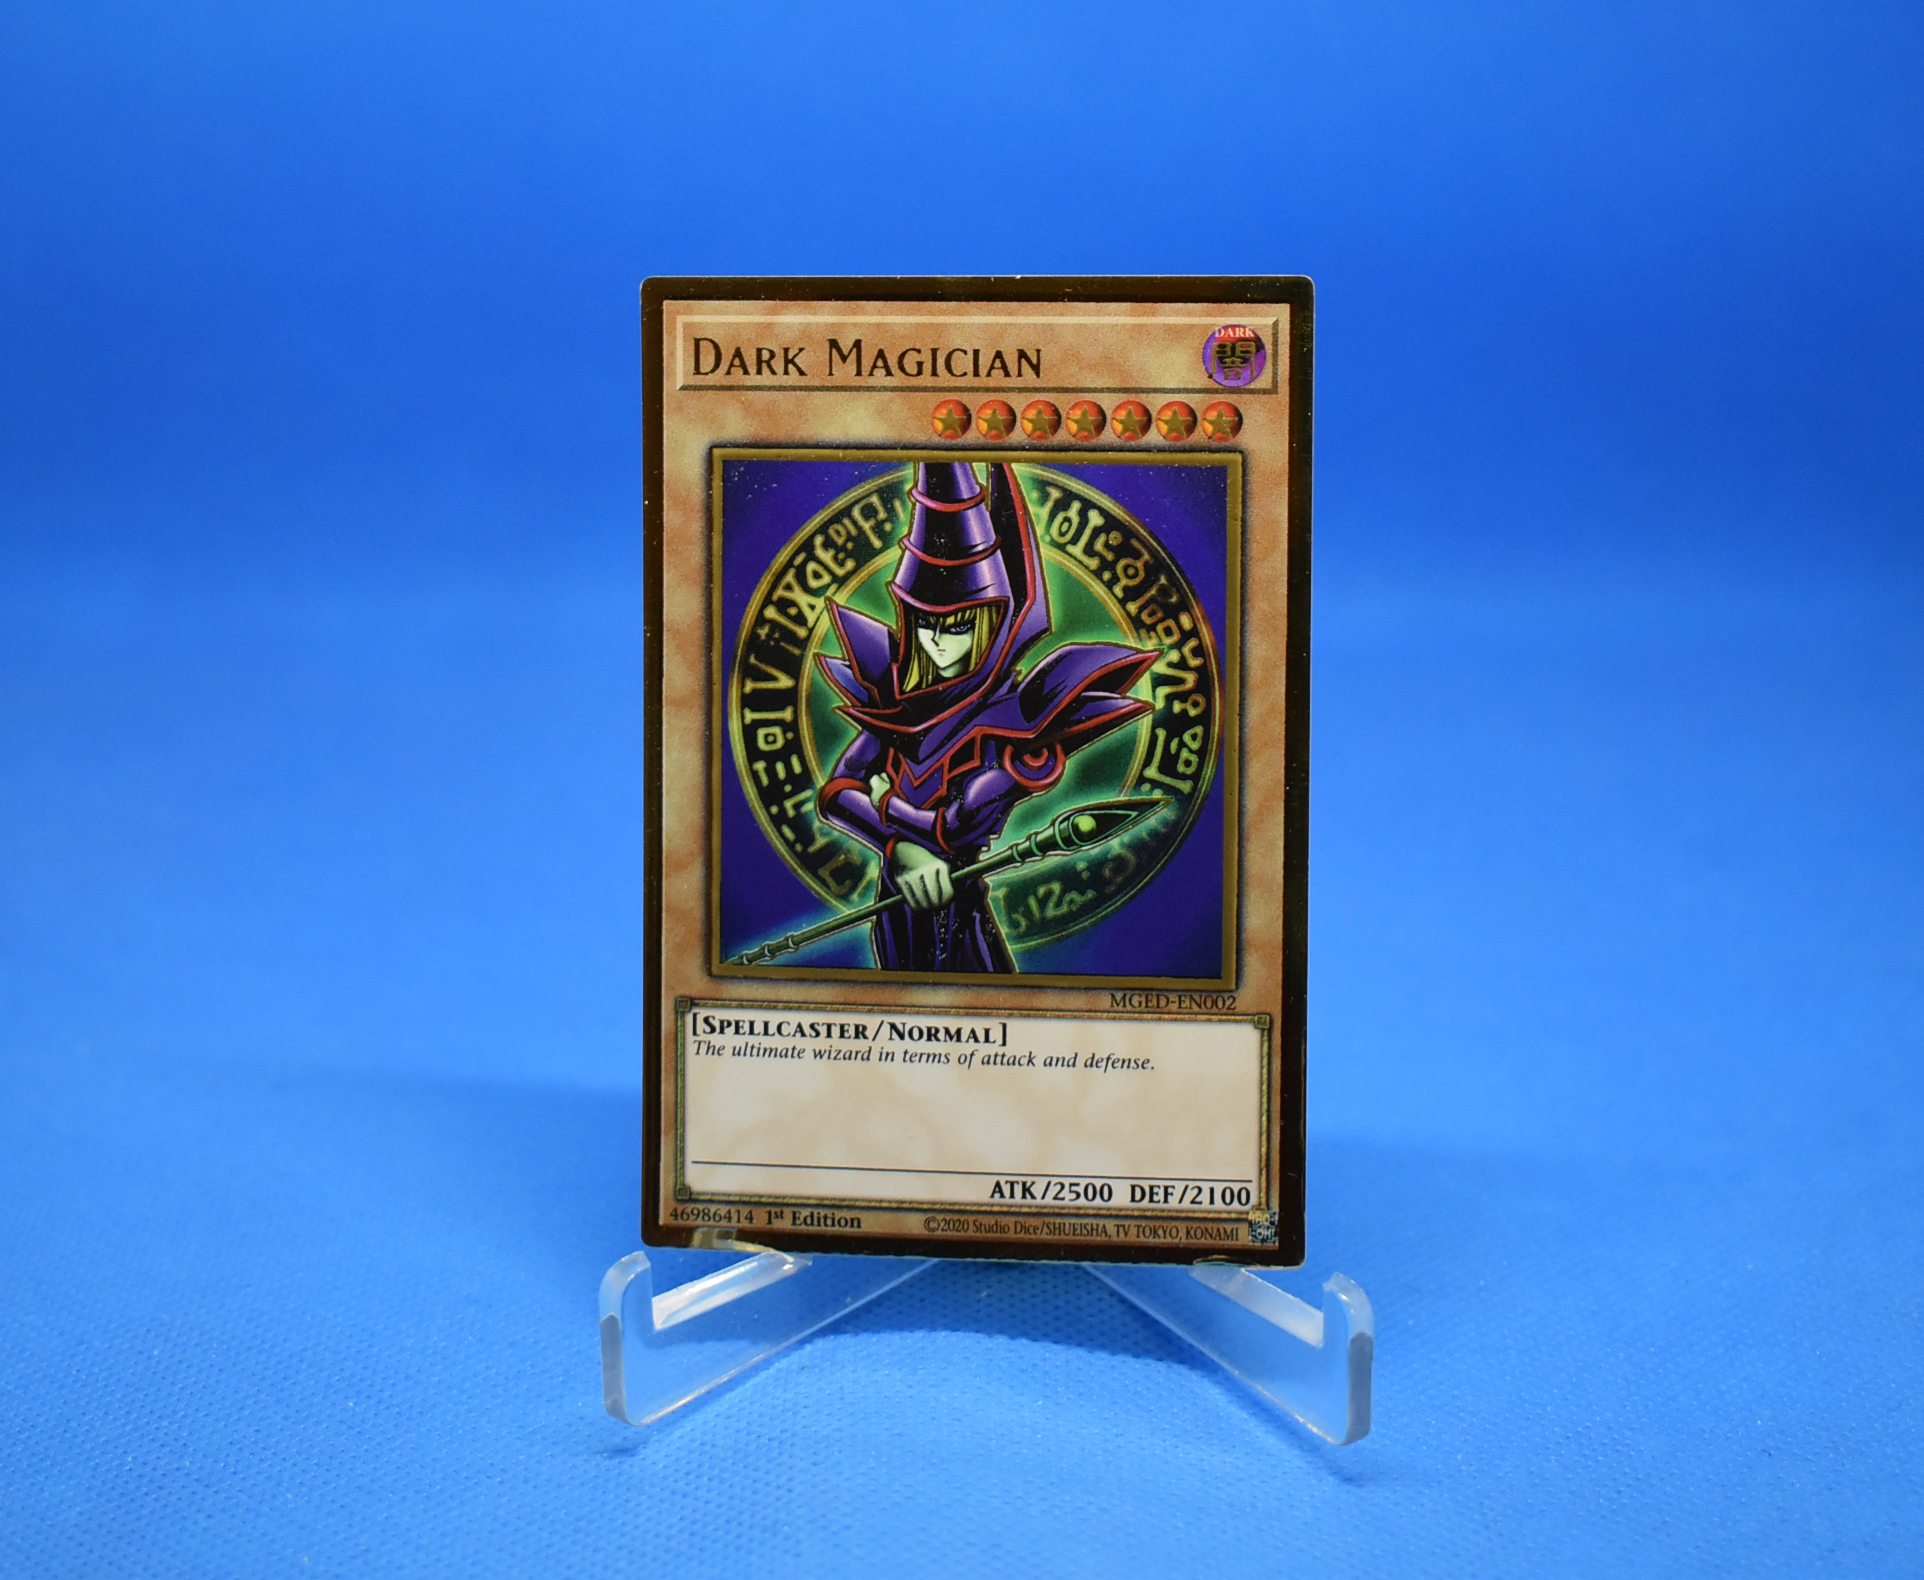 DARK MAGICIAN
DARK
闇
MGED-EN002
[SPELLCASTER/NORMAL]
The ultimate wizard in terms of attack and defense.
ATK/2500 DEF/2100
46986414 1st Edition
©2020 Studio Dice/SHUEISHA, TV TOKYO, KONAMI